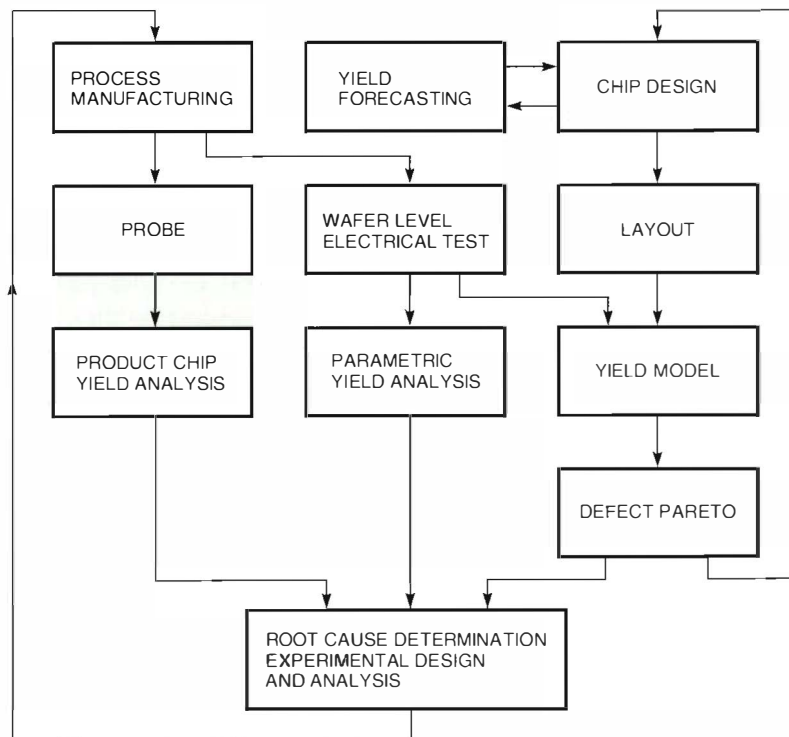 PROCESS
MANUFACTURING
YIELD
FORECASTING
CHIP DESIGN
PROBE
WAFER LEVEL
ELECTRICAL TEST
LAYOUT
PRODUCT CHIP
YIELD ANALYSIS
PARAMETRIC
YIELD ANALYSIS
YIELD MODEL
DEFECT PARETO
ROOT CAUSE DETERMINATION
EXPERIMENTAL DESIGN
AND ANALYSIS